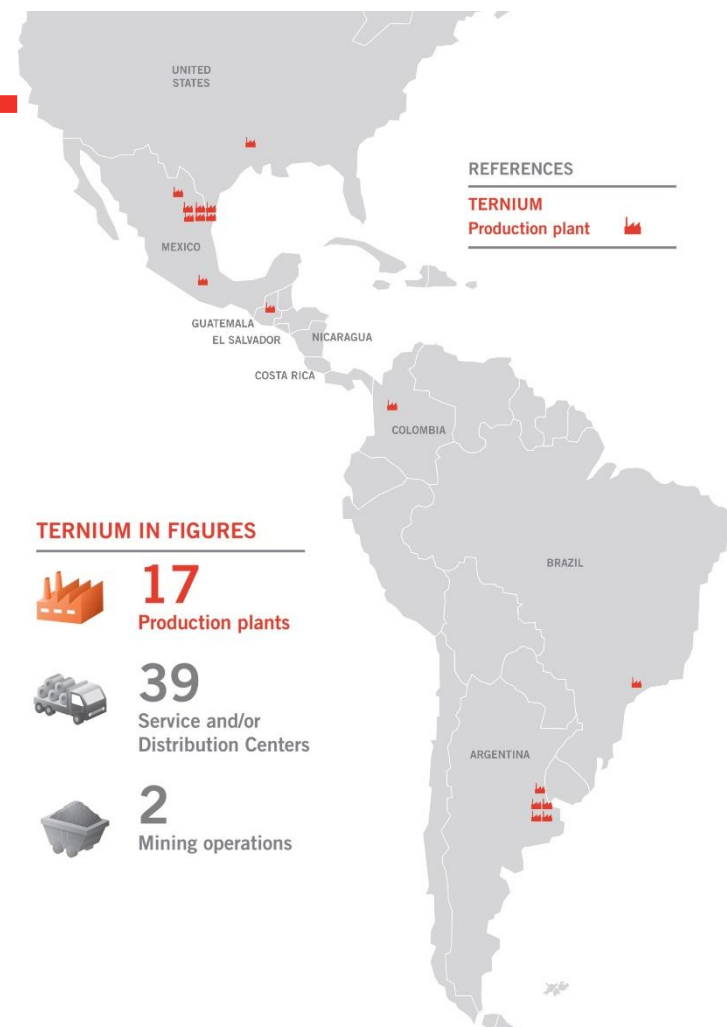 UNITED
STATES
REFERENCES
TERNIUM
Production plant
MEXICO
GUATEMALA
EL SALVADOR
NICARAGUA
COSTA RICA
COLOMBIA
TERNIUM IN FIGURES
17
Production plants
39
Service and/or
Distribution Centers
2
Mining operations
BRAZIL
ARGENTINA